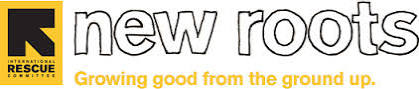 INTERNATIONAL
RESCUE
COMMITTEE
new roots
Growing good from the ground up.